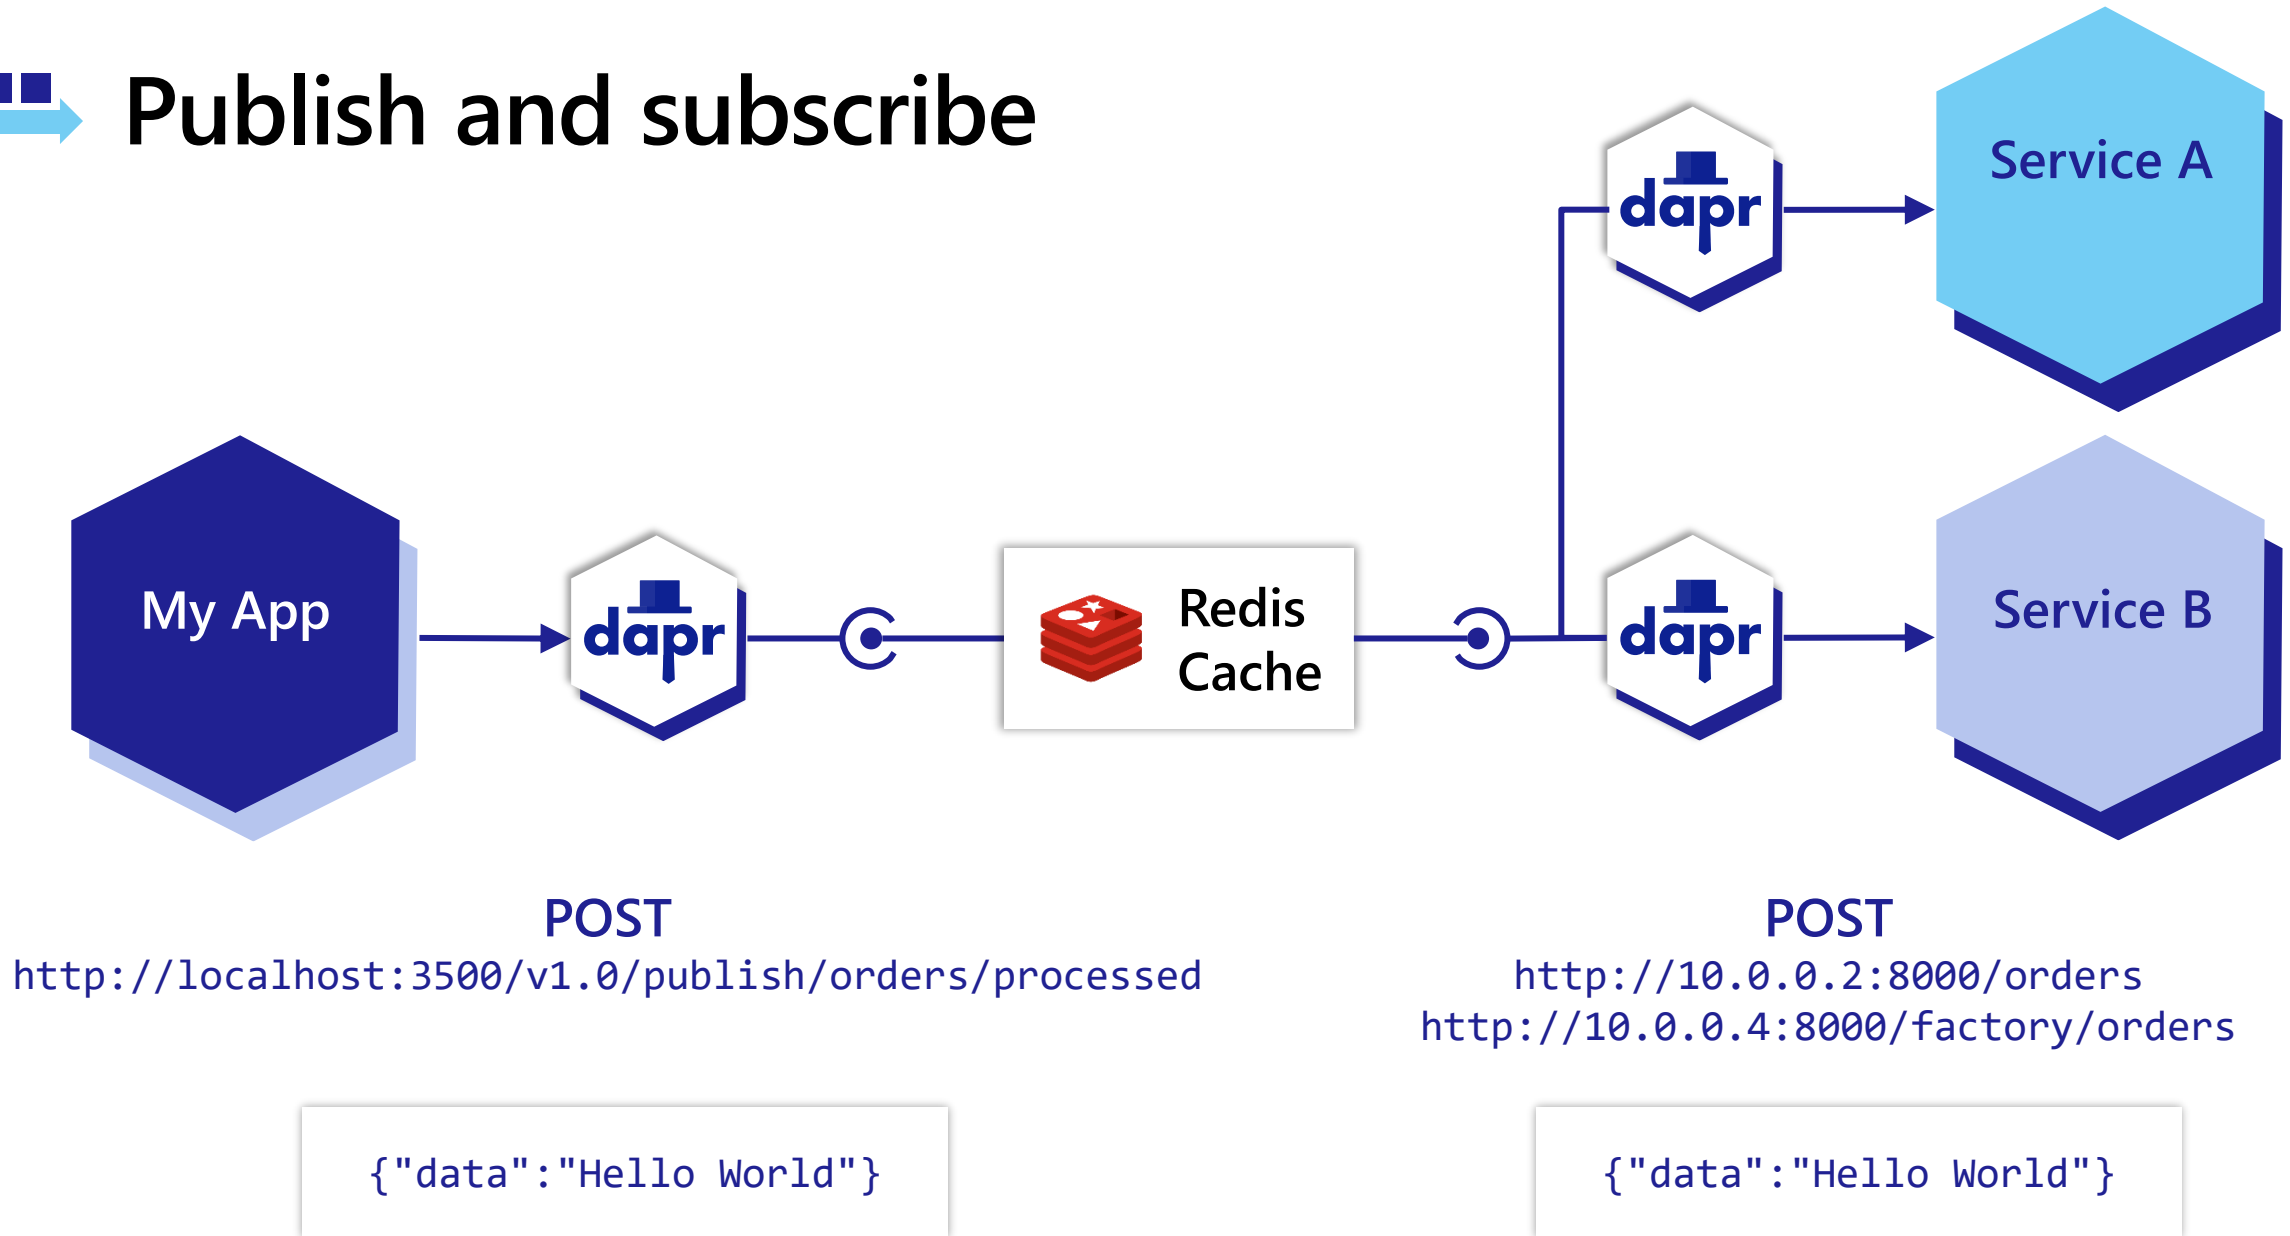 Publish and subscribe
dapr
Service A
My App
dapr
Redis
Cache
dapr
Service B
POST
http://localhost:3500/v1.0/publish/orders/processed
{"data":"Hello World"}
POST
http://10.0.0.2:8000/orders
http://10.0.0.4:8000/factory/orders
{"data":"Hello World"}